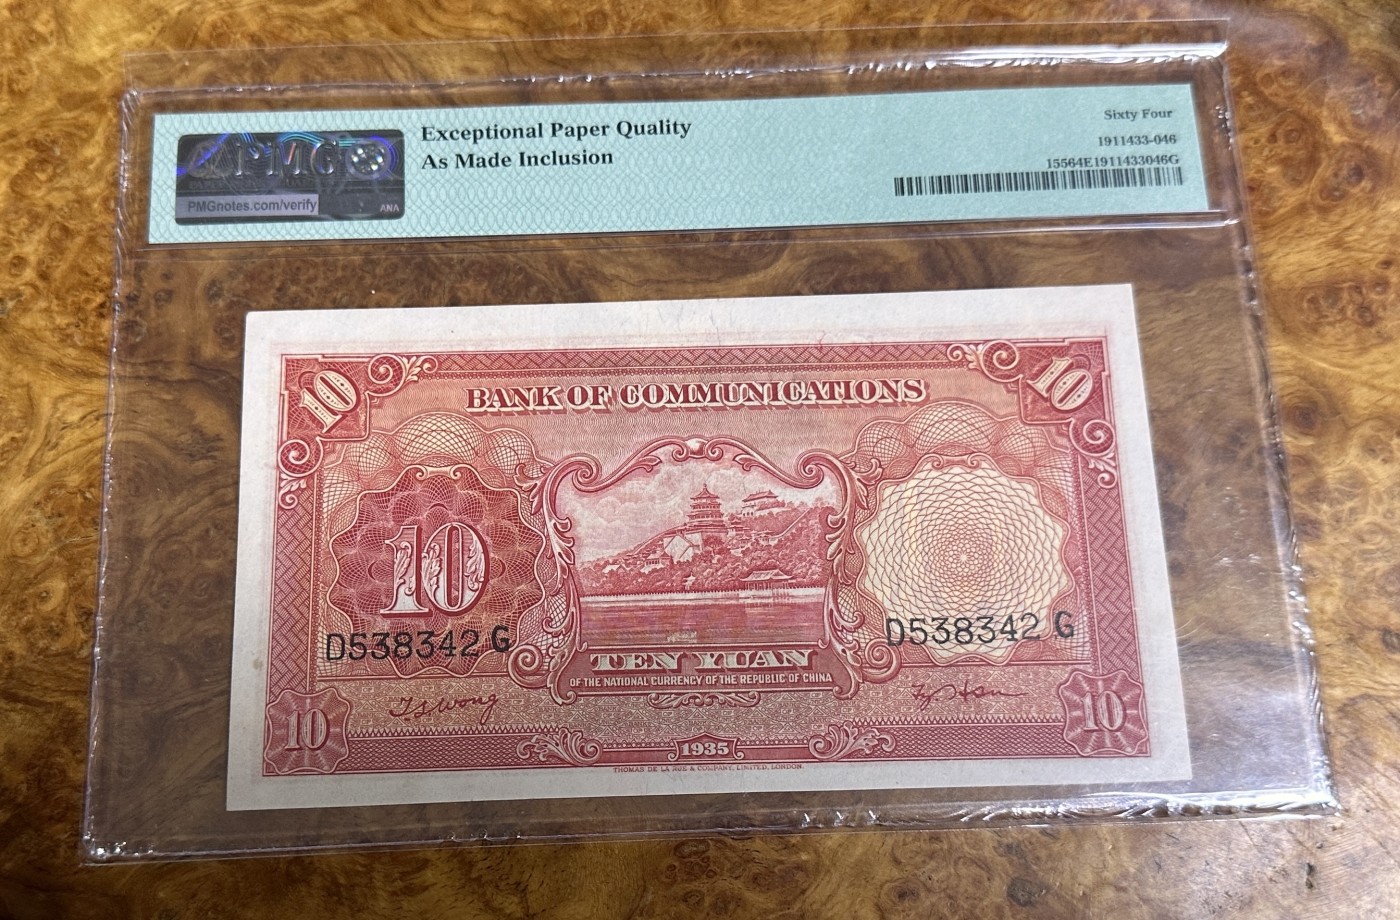 Exceptional Paper Quality
As Made Inclusion
Sixty Four
1911433-046
15564E1911433046G
PMG
PMGnotes.com/verify
ANA
10
10
BANK OF COMMUNICATIONS
10
D538342 G
D538342 G
TEN YUAN
OF THE NATIONAL CURRENCY OF THE REPUBLIC OF CHINA
10
10
1935
THOMAS DE LA RUE & COMPANY, LIMITED, LONDON.